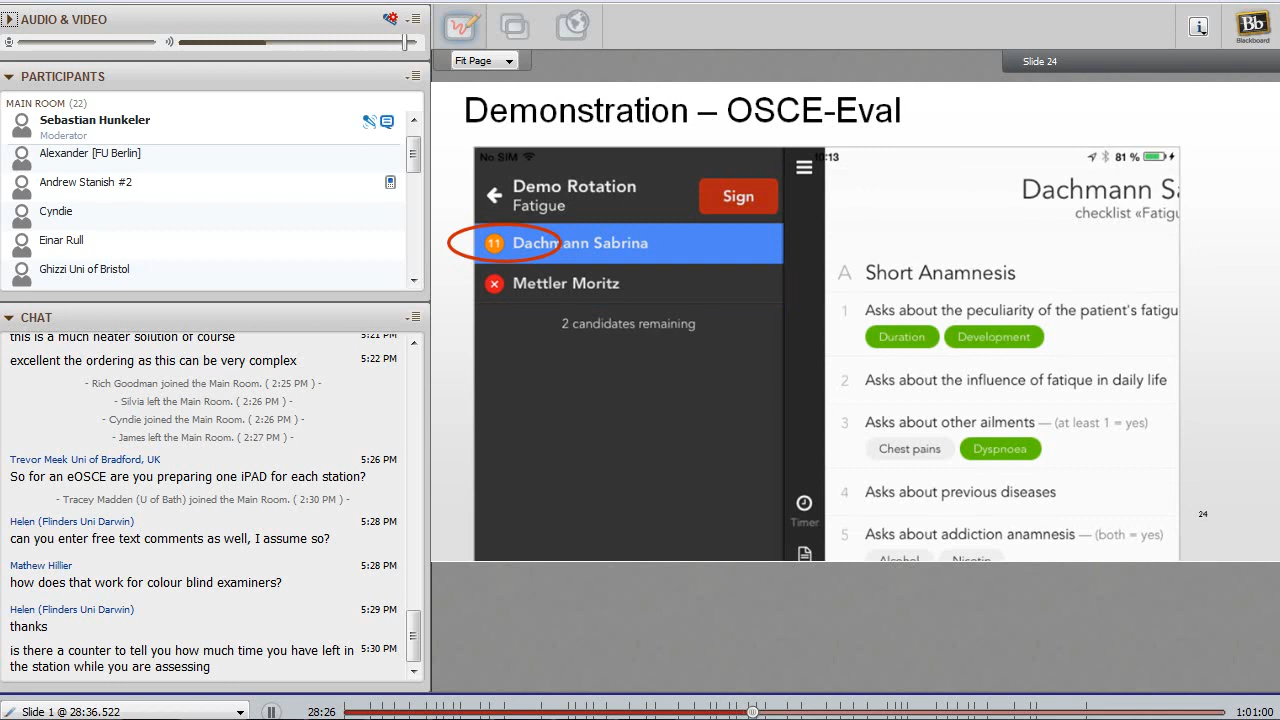 AUDIO & VIDEO
PARTICIPANTS
MAIN ROOM (22)
Sebastian Hunkeler
Moderator
Alexander [FU Berlin]
Andrew Stanish #2
Cyndie
Einar Rull
Ghizzi Uni of Bristol
CHAT
this is a much neater solution of course 5:21 PM
excellent the ordering as this can be very complex 5:22 PM
- Rich Goodman joined the Main Room. ( 2:25 PM ) -
- Silvia left the Main Room. ( 2:26 PM ) -
- Cyndie joined the Main Room. ( 2:26 PM ) -
- James left the Main Room. ( 2:27 PM ) -
Trevor Meek Uni of Bradford, UK 5:26 PM
So for an eOSCE are you preparing one iPAD for each station?
- Tracey Madden (U of Bath) joined the Main Room. ( 2:30 PM ) -
Helen (Flinders Uni Darwin) 5:28 PM
can you enter free text comments as well, I assume so?
Mathew Hillier 5:28 PM
how does that work for colour blind examiners?
Helen (Flinders Uni Darwin) 5:29 PM
thanks
is there a counter to tell you how much time you have left in 5:30 PM
the station while you are assessing
Slide 1 @ 28:36.522
28:26
1:01:00
Fit Page
Slide 24
Bb
Blackboard
Demonstration – OSCE-Eval
No SIM
Demo Rotation
Fatigue
Sign
11 Dachmann Sabrina
Mettler Moritz
2 candidates remaining
Timer
10:13
81 %
Dachmann Sa
checklist «Fatigu
A Short Anamnesis
1 Asks about the peculiarity of the patient's fatigu
Duration Development
2 Asks about the influence of fatique in daily life
3 Asks about other ailments — (at least 1 = yes)
Chest pains Dyspnoea
4 Asks about previous diseases
5 Asks about addiction anamnesis — (both = yes)
Alcohol Nicotin
24